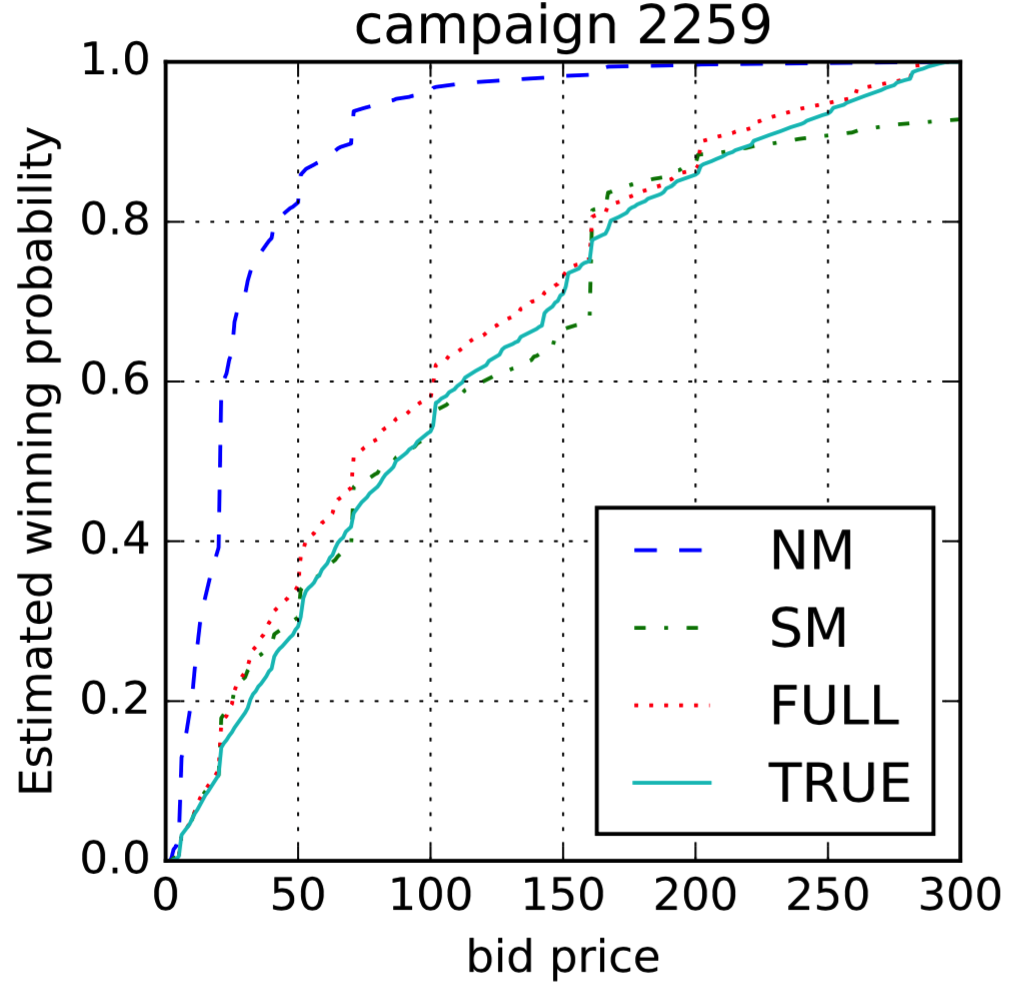 campaign 2259
Estimated winning probability
1.0
0.8
0.6
0.4
0.2
0.0
NM
SM
FULL
TRUE
0 50 100 150 200 250 300
bid price